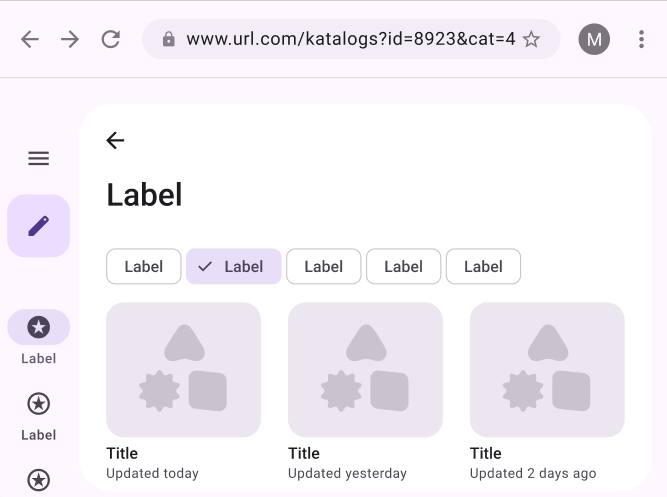 www.url.com/katalogs?id=8923&cat=4
M
Label
Label
Label
Label
Label
Label
Label
Label
Title
Updated today
Title
Updated yesterday
Title
Updated 2 days ago